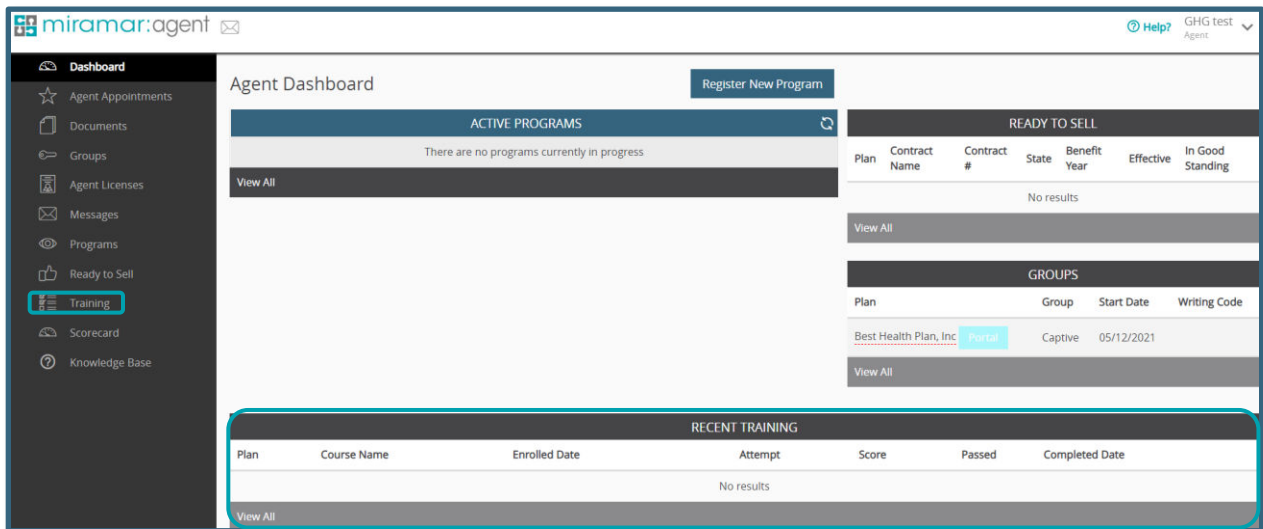 miramar:agent
Help?
GHG test
Agent
Dashboard
Agent Appointments
Documents
Groups
Agent Licenses
Messages
Programs
Ready to Sell
Training
Scorecard
Knowledge Base
Agent Dashboard
Register New Program
ACTIVE PROGRAMS
There are no programs currently in progress
View All
READY TO SELL
Plan Contract Name Contract # State Benefit Year Effective In Good Standing
No results
View All
GROUPS
Plan Group Start Date Writing Code
Best Health Plan, Inc Portal Captive 05/12/2021
View All
RECENT TRAINING
Plan Course Name Enrolled Date Attempt Score Passed Completed Date
No results
View All